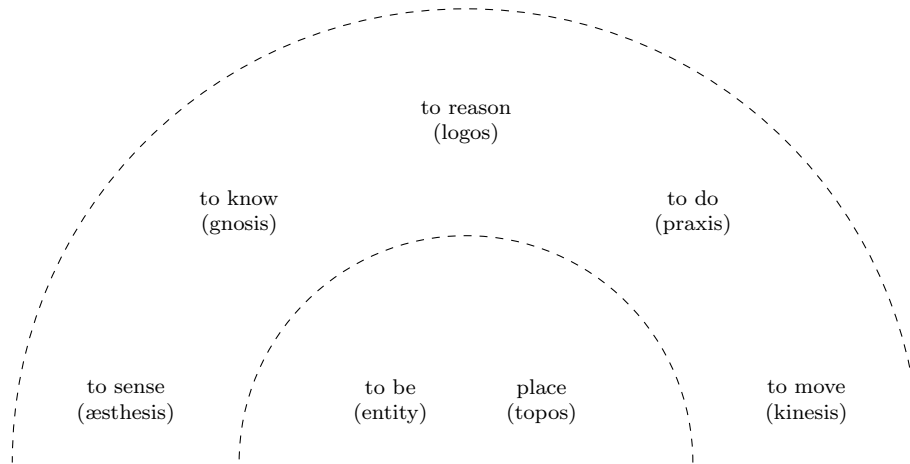 to reason
(logos)
to know
(gnosis)
to do
(praxis)
to sense
(æsthesis)
to be
(entity)
place
(topos)
to move
(kinesis)